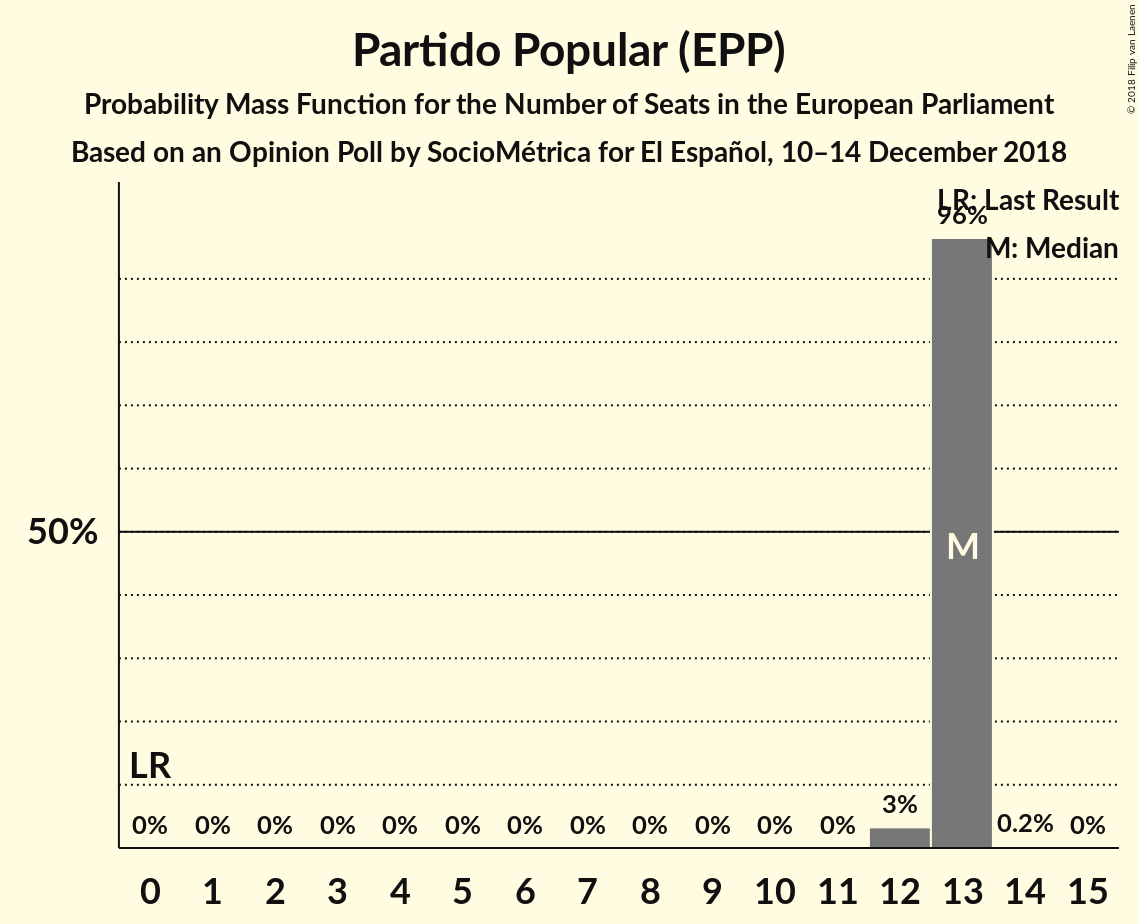 Partido Popular (EPP)
Probability Mass Function for the Number of Seats in the European Parliament
Based on an Opinion Poll by SocioMétrica for El Español, 10–14 December 2018
© 2018 Filip van Laenen
LR: Last Result
M: Median
96%
50%
M
LR
0% 0% 0% 0% 0% 0% 0% 0% 0% 0% 0% 0% 3% 0.2% 0%
0 1 2 3 4 5 6 7 8 9 10 11 12 13 14 15